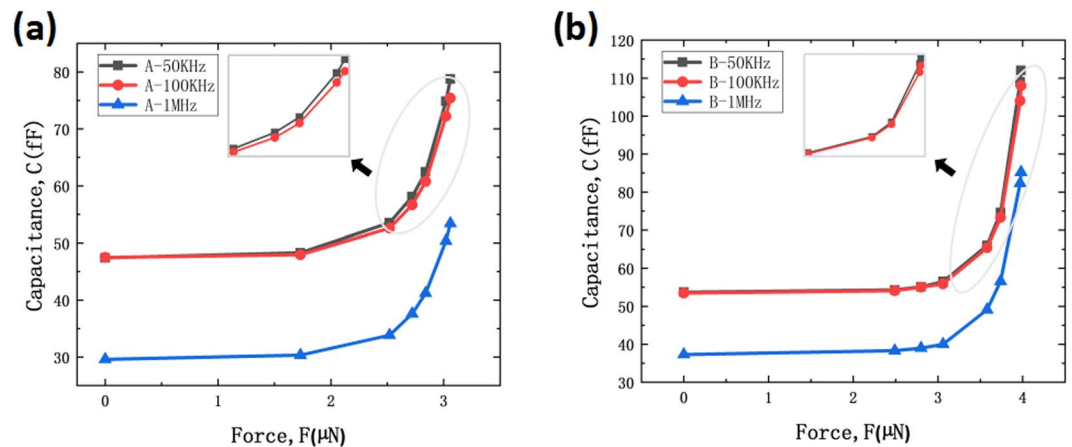 (a)
A-50KHz
A-100KHz
A-1MHz
80
70
60
50
40
30
0
1
2
3
Capacitance, C(fF)
Force, F(μN)
(b)
B-50KHz
B-100KHz
B-1MHz
120
110
100
90
80
70
60
50
40
30
0
1
2
3
4
Capacitance, C(fF)
Force, F(μN)